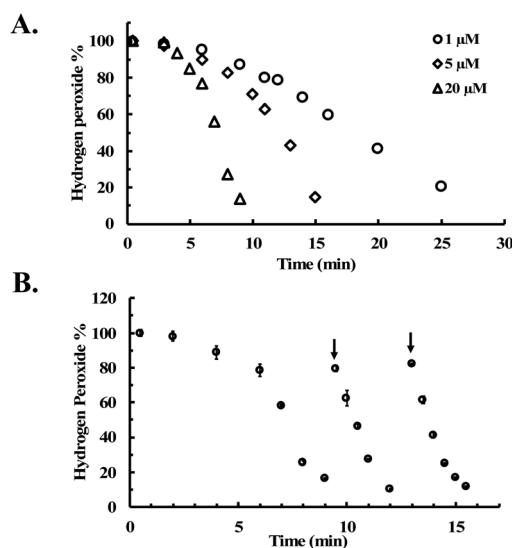 A.
Hydrogen peroxide %
120
100
80
60
40
20
0
1 µM
5 µM
20 µM
0 5 10 15 20 25 30
Time (min)
B.
Hydrogen Peroxide %
120
100
80
60
40
20
0
0 5 10 15
Time (min)